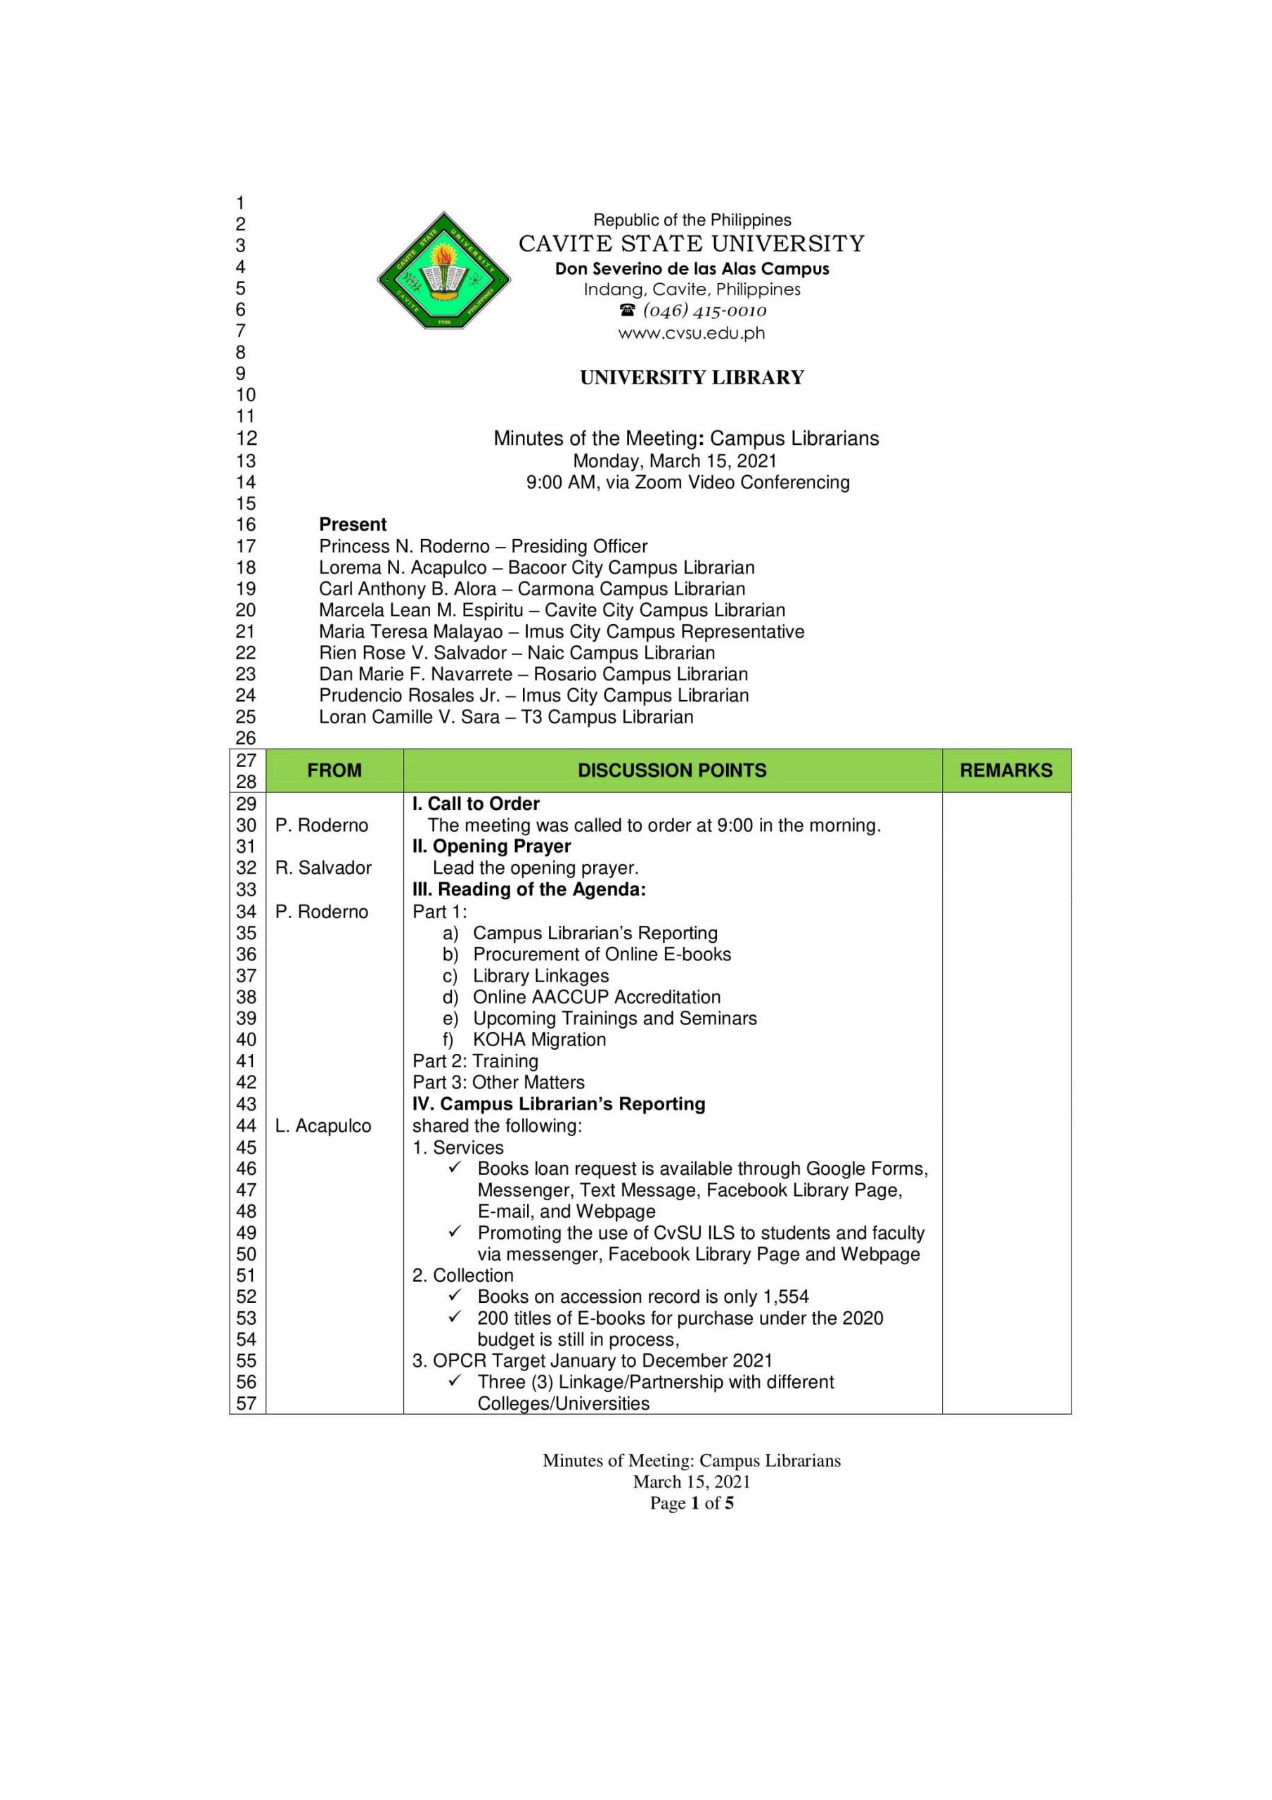 1
2
3
4
5
6
7
8
9
10
11
12
13
14
15
16
17
18
19
20
21
22
23
24
25
26
Republic of the Philippines
CAVITE STATE UNIVERSITY
Don Severino de las Alas Campus
Indang, Cavite, Philippines
☎ (046) 415-0010
www.cvsu.edu.ph
CAVITE STATE UNIVERSITY
CAVITE PHILIPPINES
1906
UNIVERSITY LIBRARY
Minutes of the Meeting: Campus Librarians
Monday, March 15, 2021
9:00 AM, via Zoom Video Conferencing
Present
Princess N. Roderno – Presiding Officer
Lorema N. Acapulco – Bacoor City Campus Librarian
Carl Anthony B. Alora – Carmona Campus Librarian
Marcela Lean M. Espiritu – Cavite City Campus Librarian
Maria Teresa Malayao – Imus City Campus Representative
Rien Rose V. Salvador – Naic Campus Librarian
Dan Marie F. Navarrete – Rosario Campus Librarian
Prudencio Rosales Jr. – Imus City Campus Librarian
Loran Camille V. Sara – T3 Campus Librarian
27
28 FROM DISCUSSION POINTS REMARKS
29 I. Call to Order
30 P. Roderno The meeting was called to order at 9:00 in the morning.
31 II. Opening Prayer
32 R. Salvador Lead the opening prayer.
33 III. Reading of the Agenda:
34 P. Roderno Part 1:
35 a) Campus Librarian’s Reporting
36 b) Procurement of Online E-books
37 c) Library Linkages
38 d) Online AACCUP Accreditation
39 e) Upcoming Trainings and Seminars
40 f) KOHA Migration
41 Part 2: Training
42 Part 3: Other Matters
43 IV. Campus Librarian’s Reporting
44 L. Acapulco shared the following:
45 1. Services
46 ✓ Books loan request is available through Google Forms,
47 Messenger, Text Message, Facebook Library Page,
48 E-mail, and Webpage
49 ✓ Promoting the use of CvSU ILS to students and faculty
50 via messenger, Facebook Library Page and Webpage
51 2. Collection
52 ✓ Books on accession record is only 1,554
53 ✓ 200 titles of E-books for purchase under the 2020
54 budget is still in process,
55 3. OPCR Target January to December 2021
56 ✓ Three (3) Linkage/Partnership with different
57 Colleges/Universities
Minutes of Meeting: Campus Librarians
March 15, 2021
Page 1 of 5